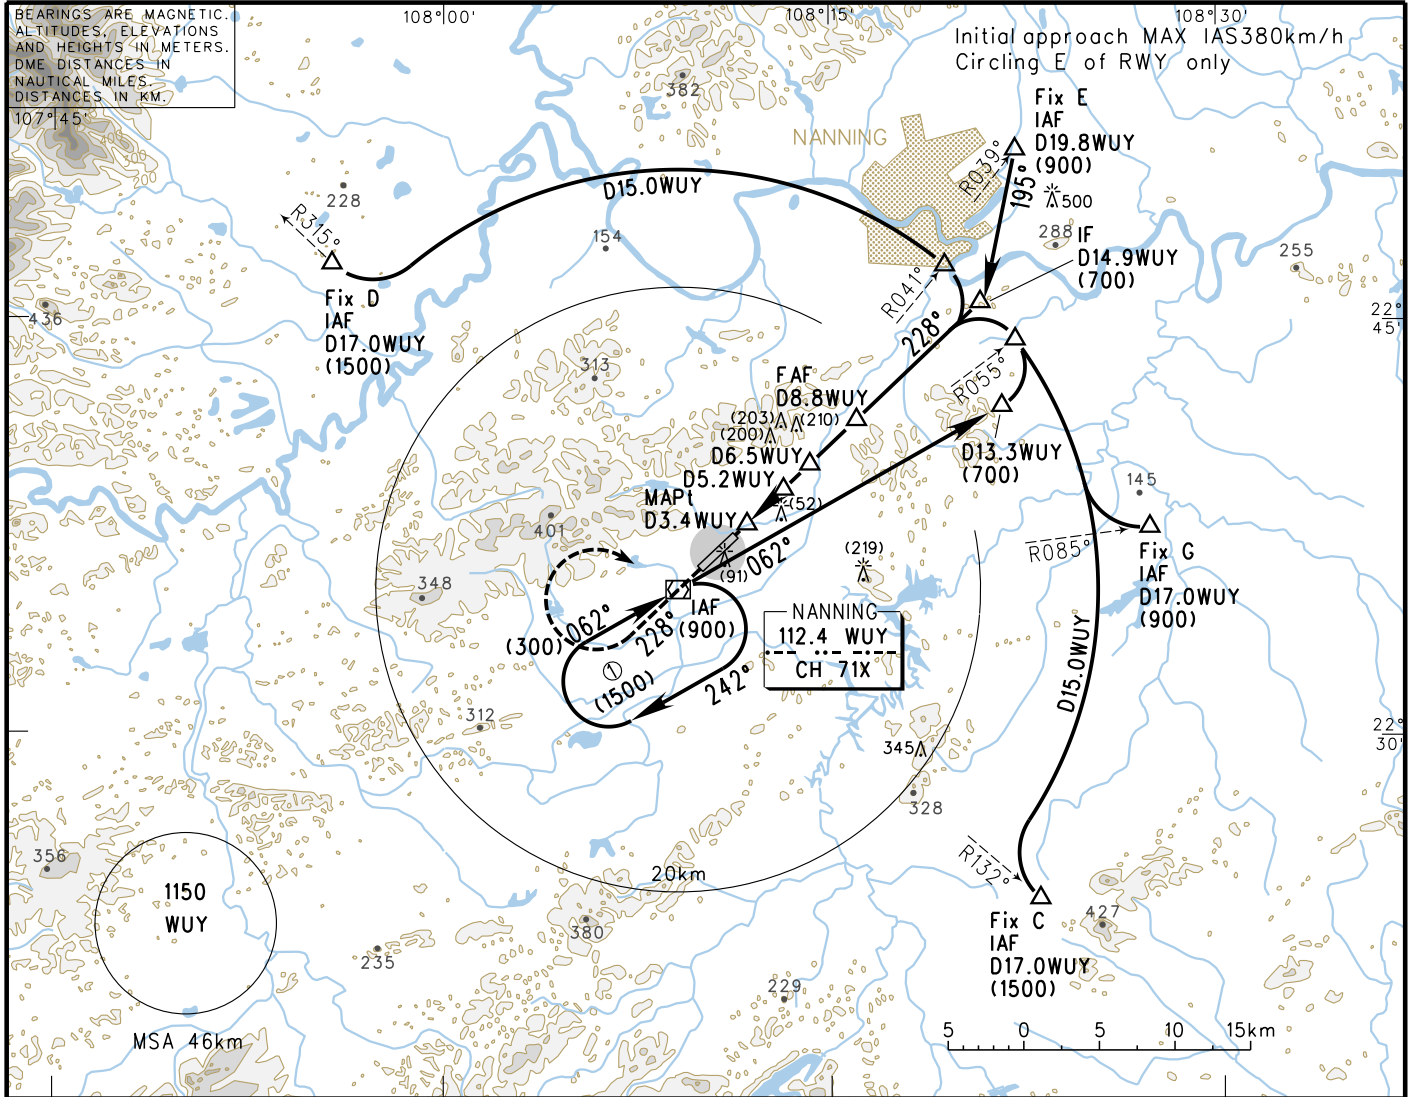 BEARINGS ARE MAGNETIC.
ALTITUDES, ELEVATIONS
AND HEIGHTS IN METERS.
DME DISTANCES IN
NAUTICAL MILES.
DISTANCES IN KM.
107°45'
108°00'
108°15'
108°30'
Initial approach MAX IAS380km/h
Circling E of RWY only
382
NANNING
Fix E
IAF
D19.8WUY
(900)
R039°
195°
500
228
R315°
D15.0WUY
154
288
IF
D14.9WUY
(700)
255
R041°
Fix D
IAF
D17.0WUY
(1500)
436
22°
45'
228°
313
R055°
FAF
D8.8WUY
(203)
(210)
(200)
D6.5WUY
D5.2WUY
D13.3WUY
(700)
145
MAPt
D3.4WUY
(52)
401
R085°
Fix G
IAF
D17.0WUY
(900)
062°
(91)
(219)
348
IAF
(900)
062°
(300)
228°
NANNING
112.4 WUY
CH 71X
1
(1500)
242°
D15.0WUY
312
22°
30'
345
328
356
1150
WUY
20km
R132°
427
Fix C
IAF
D17.0WUY
(1500)
380
235
229
MSA 46km
5 0 5 10 15km